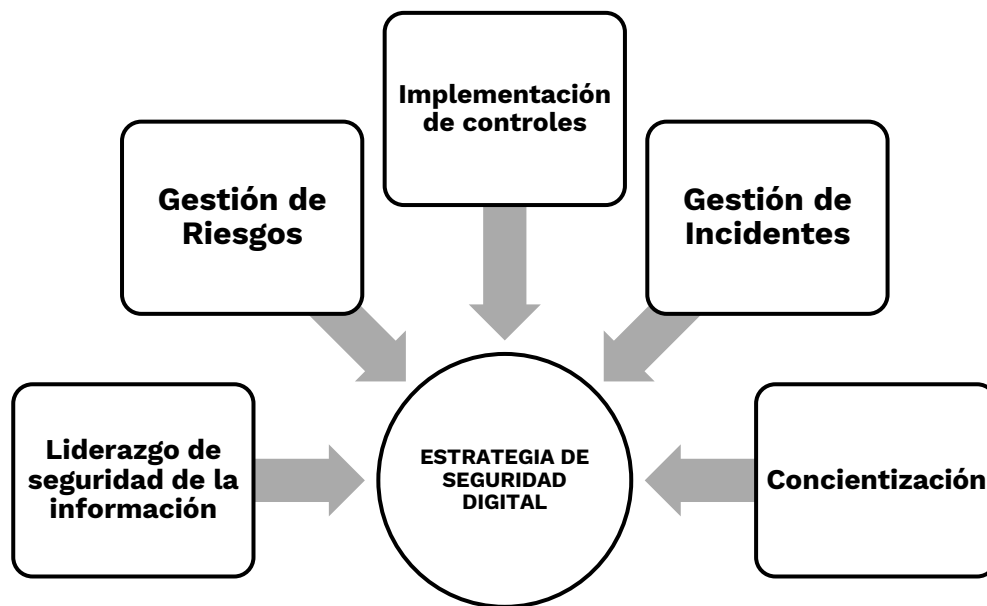 Implementación
de controles
Gestión de
Riesgos
Gestión de
Incidentes
Liderazgo de
seguridad de la
información
ESTRATEGIA DE
SEGURIDAD
DIGITAL
Concientización